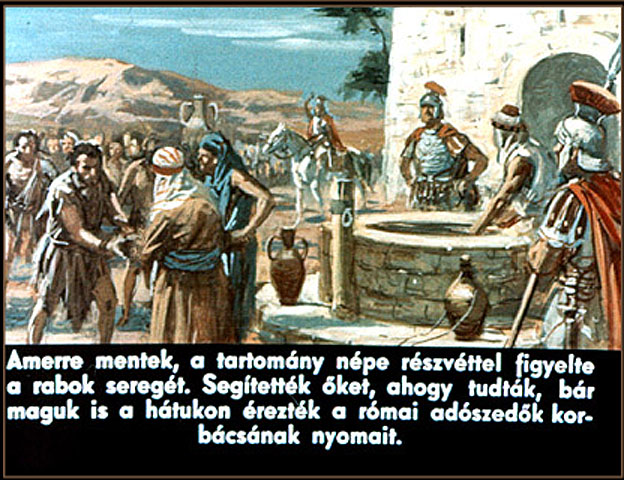 Amerre mentek, a tartomány népe részvéttel figyelte
a rabok seregét. Segítették őket, ahogy tudták, bár
maguk is a hátukon érezték a római adószedők kor-
bácsának nyomait.